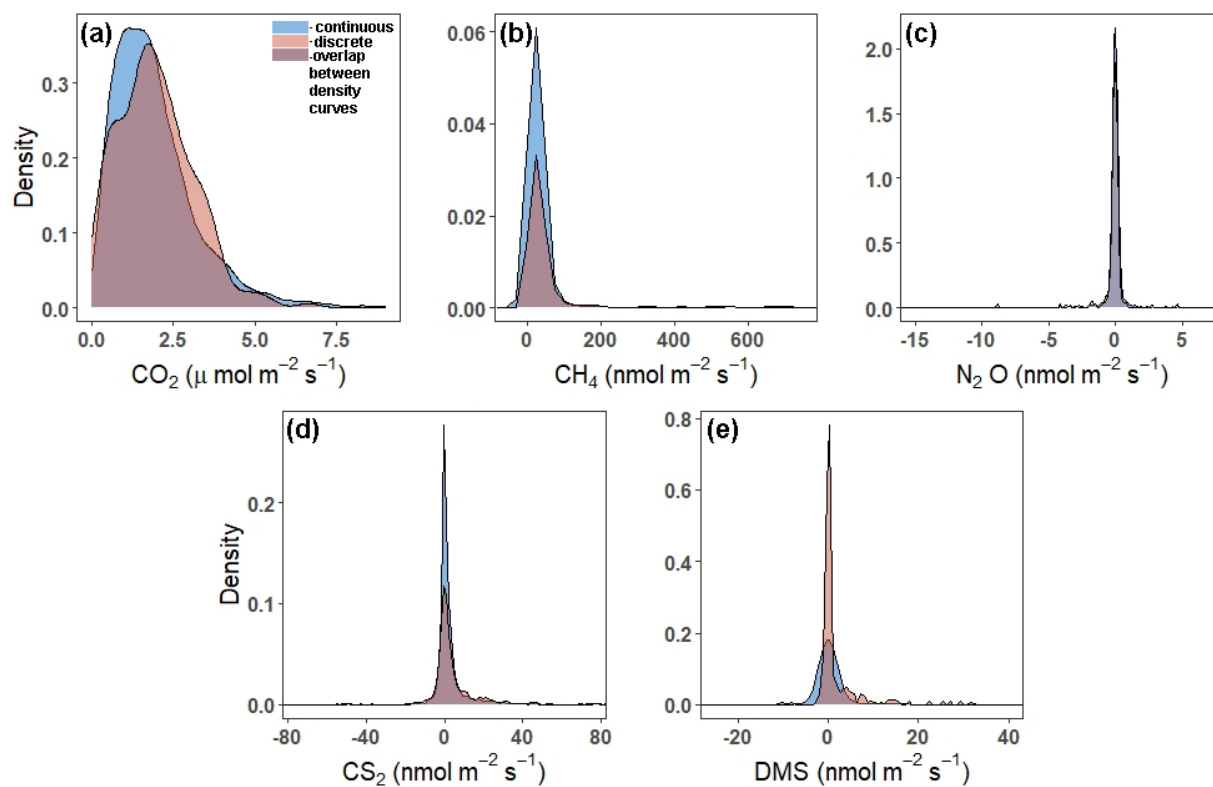 (a)
- continuous
- discrete
-overlap
between
density
curves
0.3
0.2
0.1
0.0
Density
0.0 2.5 5.0 7.5
CO₂ (μ mol m⁻² s⁻¹)
(b)
0.06
0.04
0.02
0.00
0 200 400 600
CH₄ (nmol m⁻² s⁻¹)
(c)
2.0
1.5
1.0
0.5
0.0
-15 -10 -5 0 5
N₂ O (nmol m⁻² s⁻¹)
(d)
0.2
0.1
0.0
Density
-80 -40 0 40 80
CS₂ (nmol m⁻² s⁻¹)
(e)
0.8
0.6
0.4
0.2
0.0
-20 0 20 40
DMS (nmol m⁻² s⁻¹)